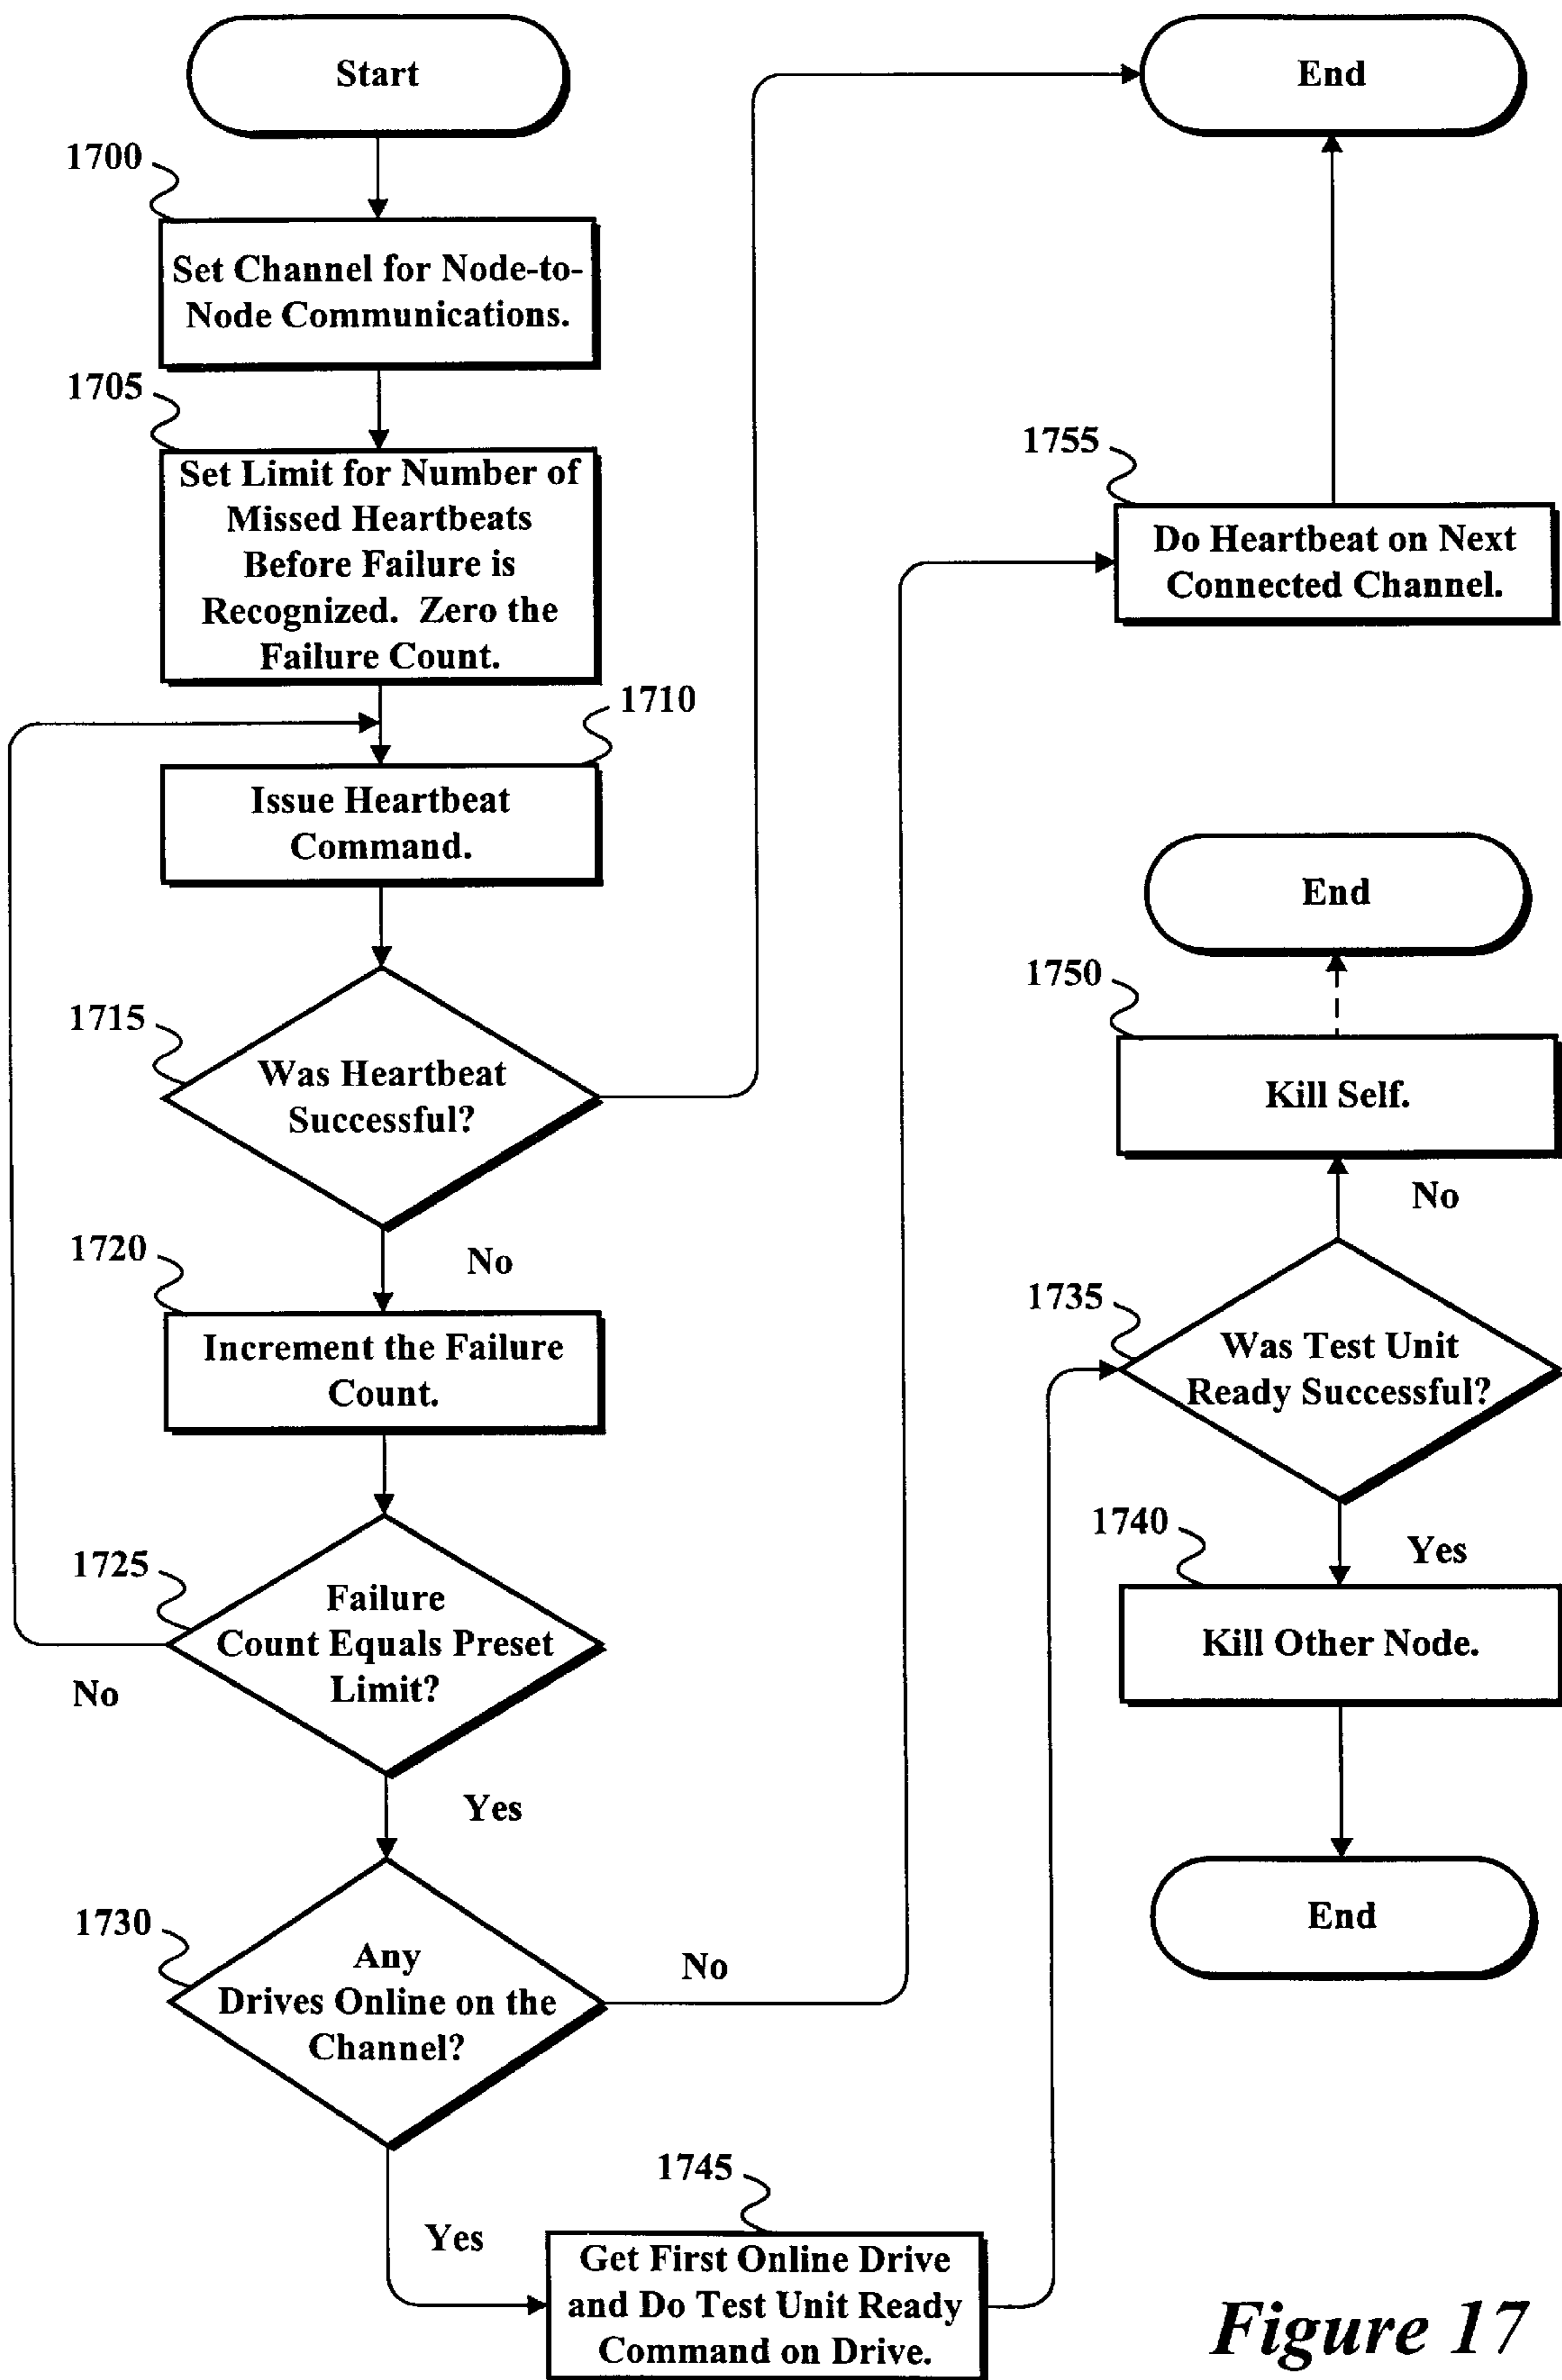 Start
End
1700
Set Channel for Node-to-
Node Communications.
1705
Set Limit for Number of
Missed Heartbeats
Before Failure is
Recognized.  Zero the
Failure Count.
1755
Do Heartbeat on Next
Connected Channel.
1710
Issue Heartbeat
Command.
End
1750
Kill Self.
No
1715
Was Heartbeat
Successful?
No
1720
Increment the Failure
Count.
1735
Was Test Unit
Ready Successful?
Yes
1740
Kill Other Node.
End
1725
Failure
Count Equals Preset
Limit?
No
Yes
1730
Any
Drives Online on the
Channel?
No
Yes
1745
Get First Online Drive
and Do Test Unit Ready
Command on Drive.
Figure 17